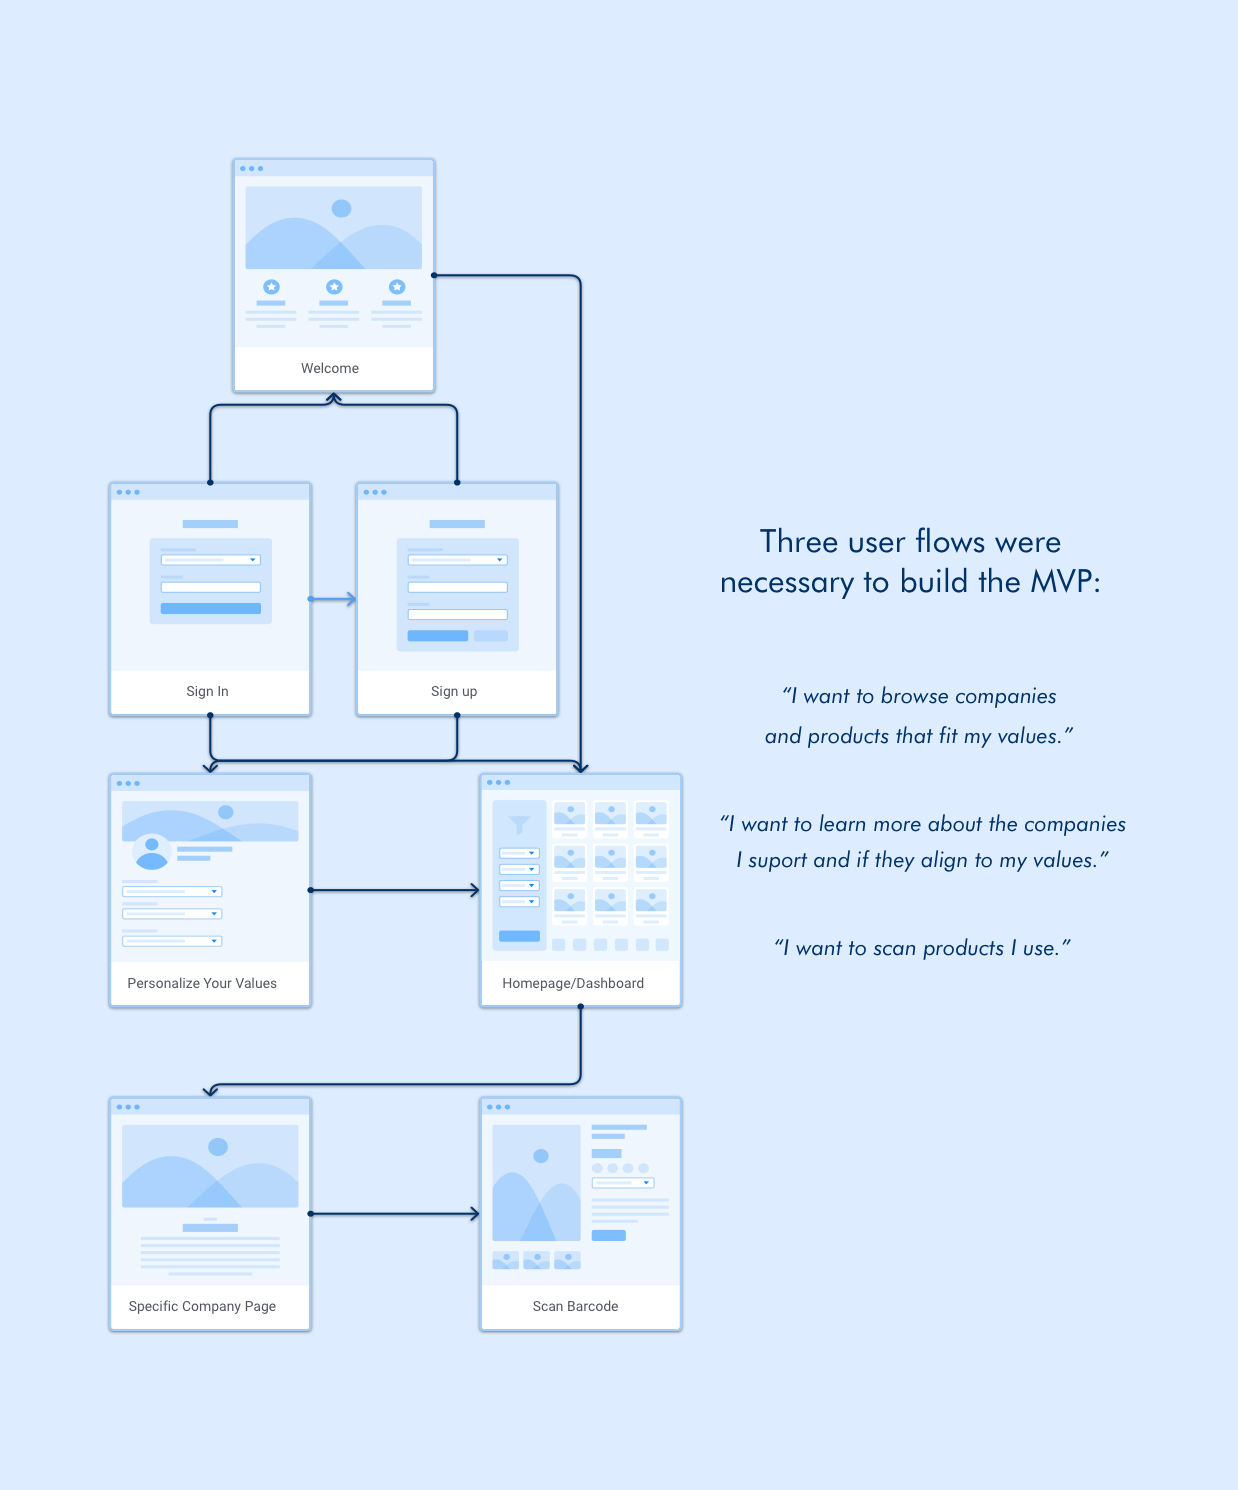 Welcome
Sign In
Sign up
Three user flows were
necessary to build the MVP:
“I want to browse companies
and products that fit my values.”
“I want to learn more about the companies
I suport and if they align to my values.”
“I want to scan products I use.”
Personalize Your Values
Homepage/Dashboard
Specific Company Page
Scan Barcode